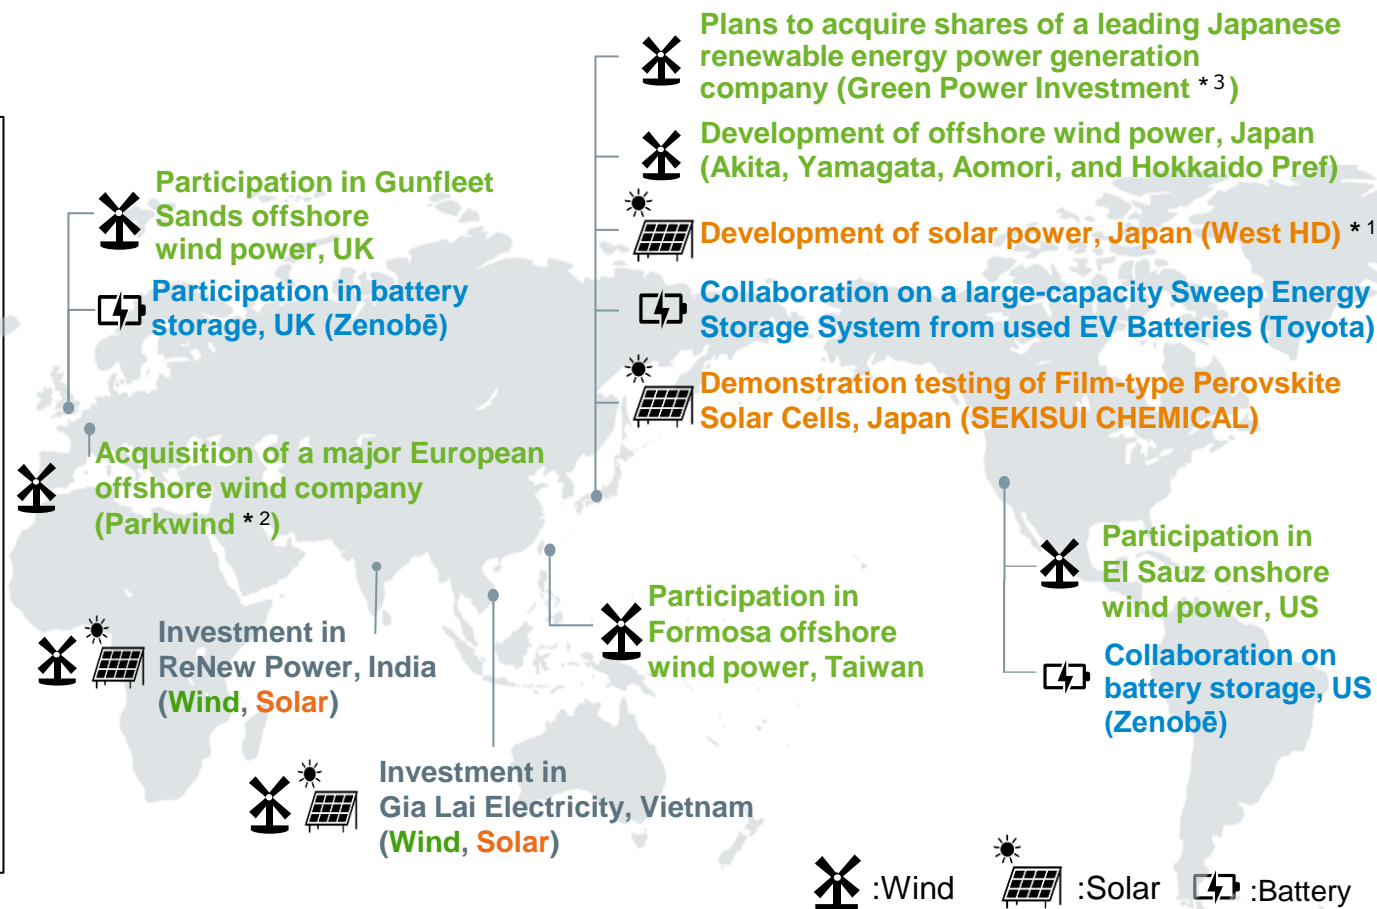 Plans to acquire shares of a leading Japanese
renewable energy power generation
company (Green Power Investment *3)
Development of offshore wind power, Japan
(Akita, Yamagata, Aomori, and Hokkaido Pref)
Development of solar power, Japan (West HD) *1
Collaboration on a large-capacity Sweep Energy
Storage System from used EV Batteries (Toyota)
Demonstration testing of Film-type Perovskite
Solar Cells, Japan (SEKISUI CHEMICAL)
Participation in Gunfleet
Sands offshore
wind power, UK
Participation in battery
storage, UK (Zenobē)
Acquisition of a major European
offshore wind company
(Parkwind *2)
Investment in
ReNew Power, India
(Wind, Solar)
Investment in
Gia Lai Electricity, Vietnam
(Wind, Solar)
Participation in
Formosa offshore
wind power, Taiwan
Participation in
El Sauz onshore
wind power, US
Collaboration on
battery storage, US
(Zenobē)
:Wind :Solar :Battery